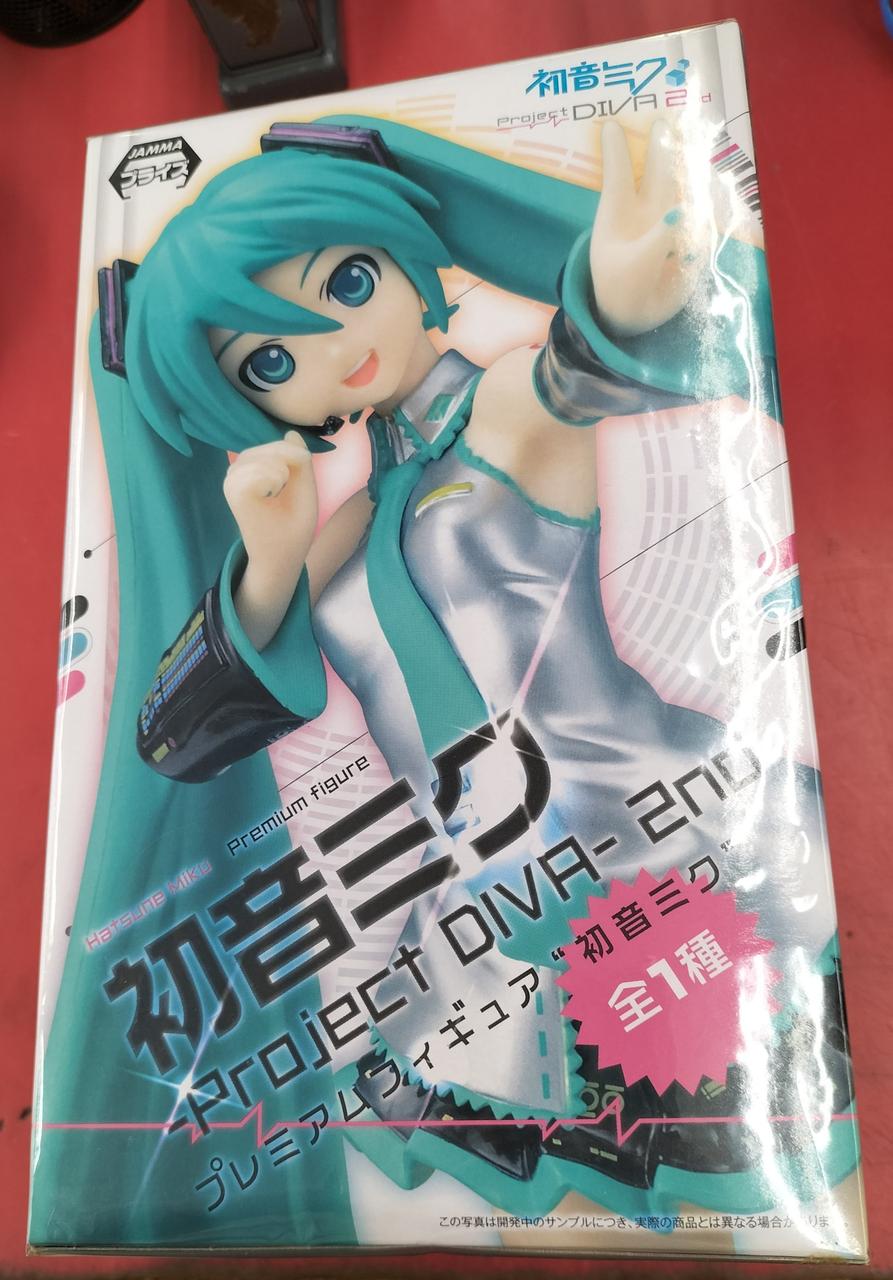 初音ミク
Project DIVA 2nd
JAMMA
プライズ
Hatsune Miku Premium figure
初音ミク
-Project DIVA- 2nd
プレミアムフィギュア“初音ミク”
全1種
この写真は開発中のサンプルにつき、実際の商品とは異なる場合があります。